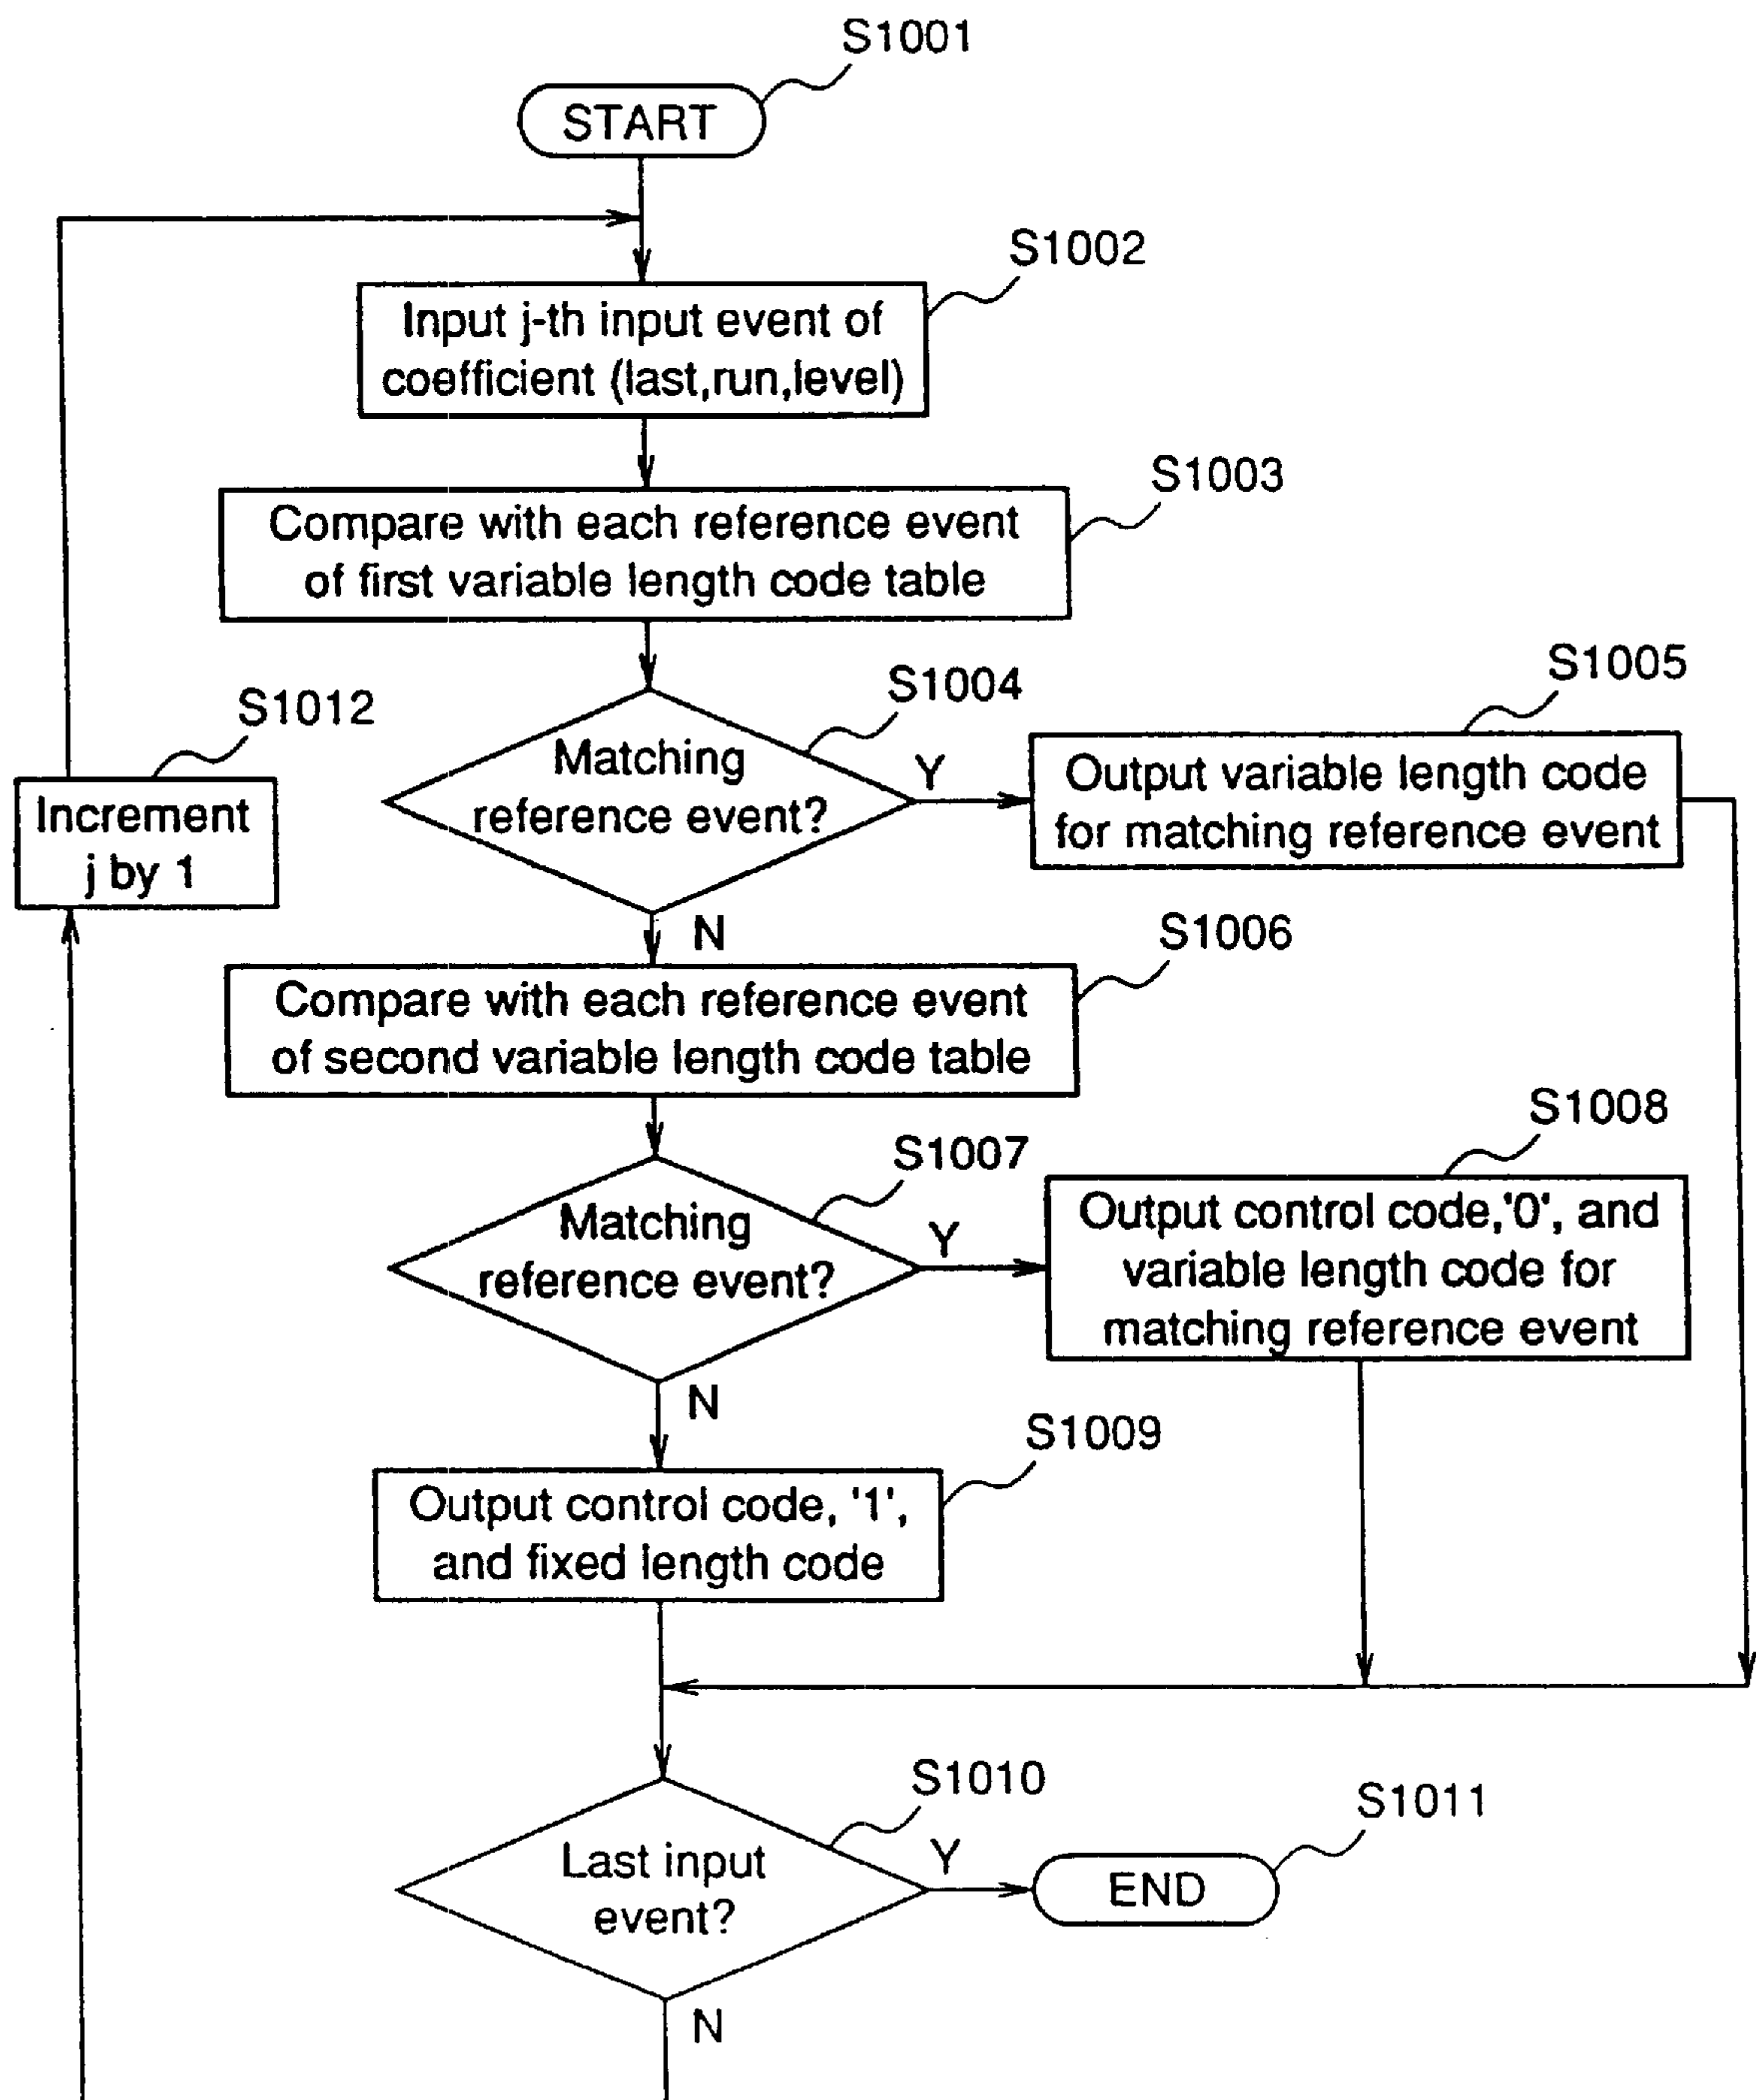 S1001
START
S1002
Input j-th input event of
coefficient (last,run,level)
S1003
Compare with each reference event
of first variable length code table
S1004
Matching
reference event?
Y
S1005
Output variable length code
for matching reference event
S1012
Increment
j by 1
N
S1006
Compare with each reference event
of second variable length code table
S1007
Matching
reference event?
Y
S1008
Output control code,'0', and
variable length code for
matching reference event
N
S1009
Output control code, '1',
and fixed length code
S1010
Last input
event?
Y
S1011
END
N